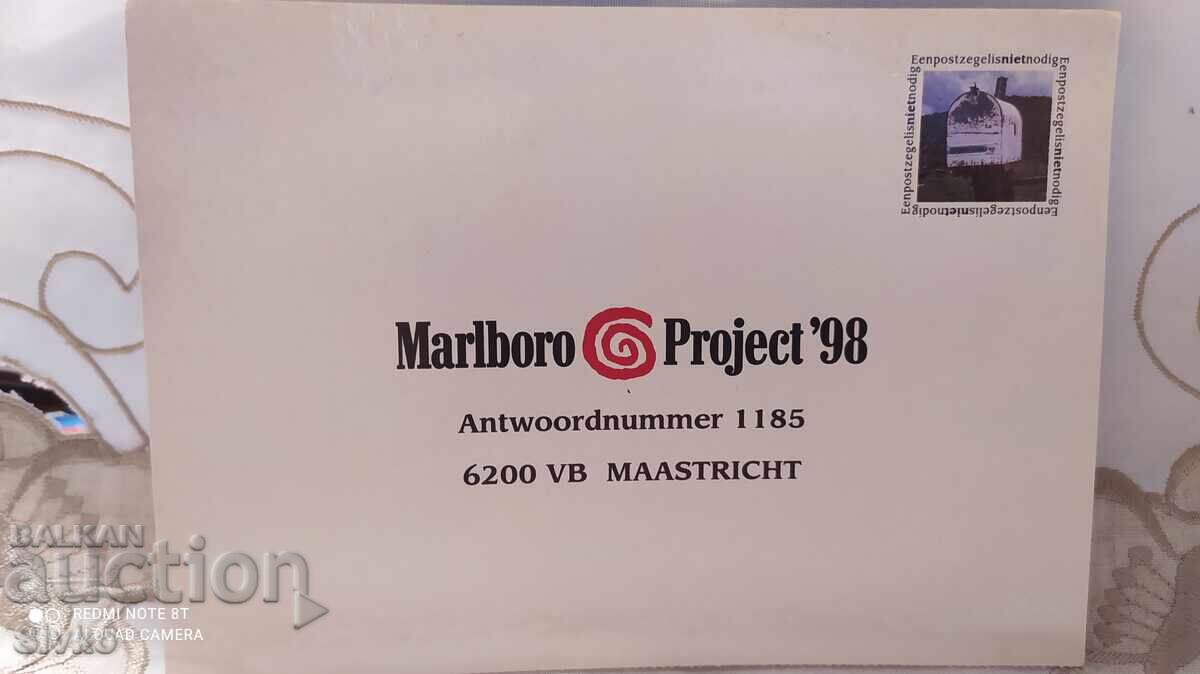 Eenpostzegelisnietnodig
Eenpostzegelisnietnodig
Eenpostzegelisnietnodig
Eenpostzegelisnietnodig
Marlboro Project '98
Antwoordnummer 1185
6200 VB MAASTRICHT
BALKAN
auction
REDMI NOTE 8T
AI QUAD CAMERA